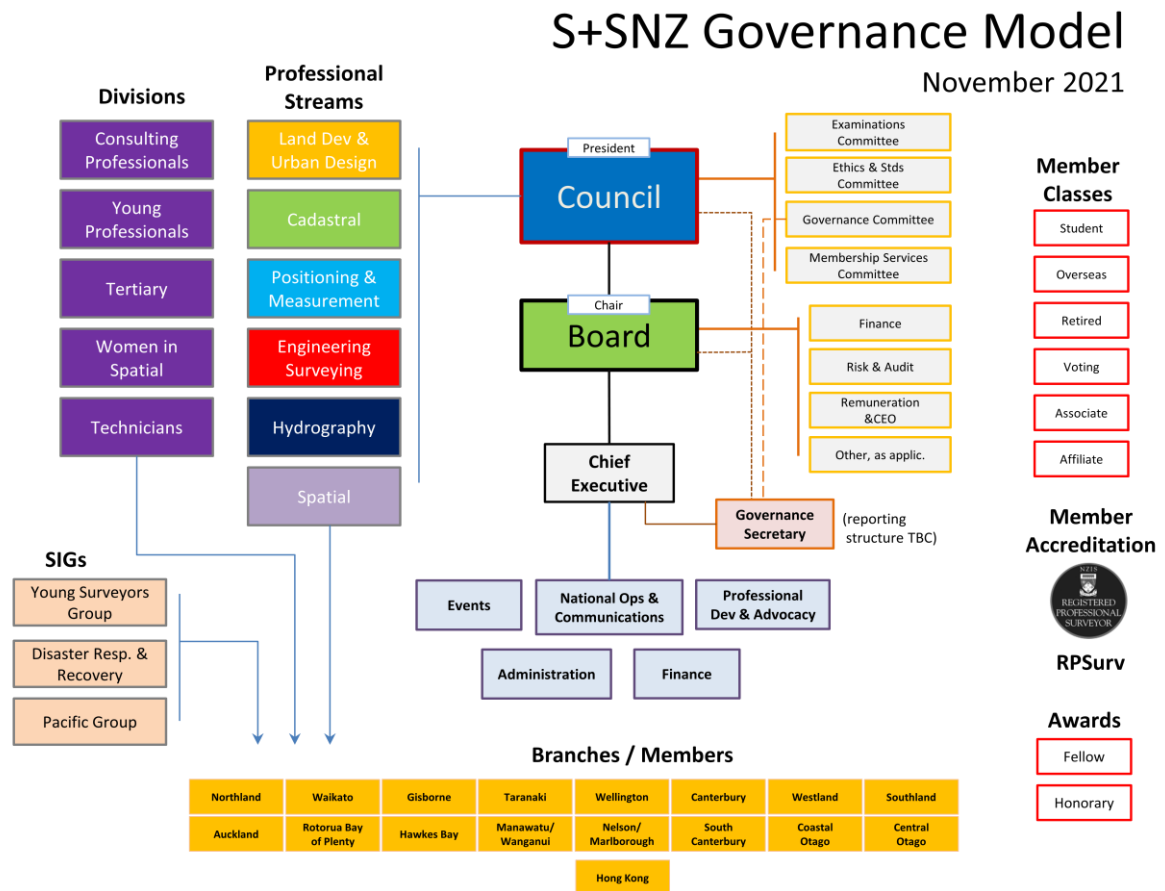 S+SNZ Governance Model
November 2021
Divisions
Consulting
Professionals
Young
Professionals
Tertiary
Women in
Spatial
Technicians
Professional
Streams
Land Dev &
Urban Design
Cadastral
Positioning &
Measurement
Engineering
Surveying
Hydrography
Spatial
President
Council
Chair
Board
Chief
Executive
Governance
Secretary
(reporting
structure TBC)
Examinations
Committee
Ethics & Stds
Committee
Governance Committee
Membership Services
Committee
Finance
Risk & Audit
Remuneration
&CEO
Other, as applic.
Member
Classes
Student
Overseas
Retired
Voting
Associate
Affiliate
Member
Accreditation
NZIS
REGISTERED
PROFESSIONAL
SURVEYOR
RPSurv
Awards
Fellow
Honorary
SIGs
Young Surveyors
Group
Disaster Resp. &
Recovery
Pacific Group
Events
National Ops &
Communications
Professional
Dev & Advocacy
Administration
Finance
Branches / Members
Northland
Waikato
Gisborne
Taranaki
Wellington
Canterbury
Westland
Southland
Auckland
Rotorua Bay
of Plenty
Hawkes Bay
Manawatu/
Wanganui
Nelson/
Marlborough
South
Canterbury
Coastal
Otago
Central
Otago
Hong Kong